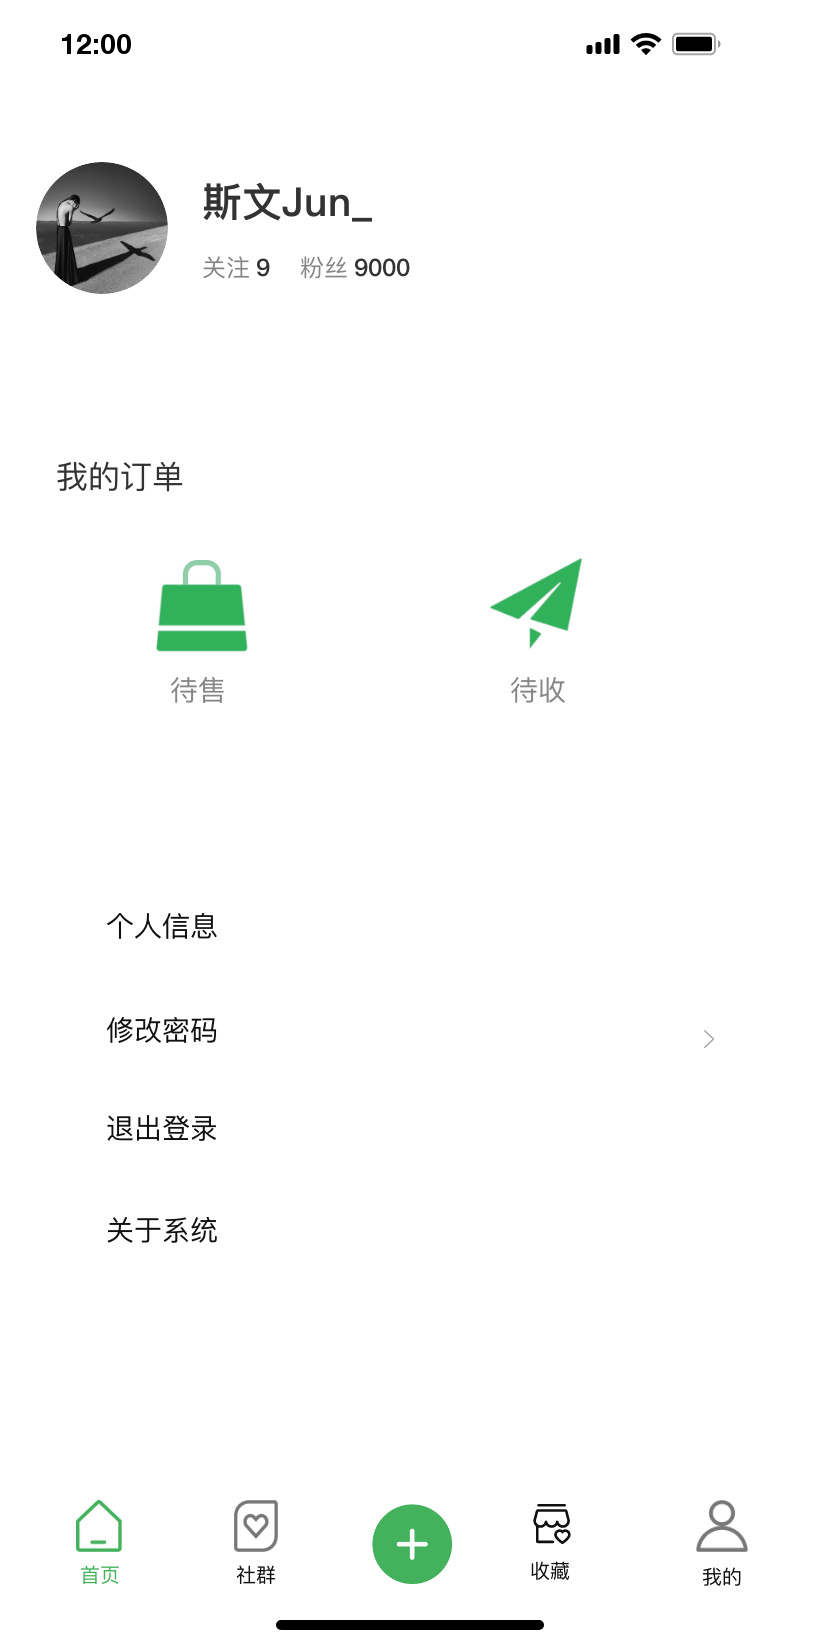 12:00
斯文Jun_
关注 9 粉丝 9000
我的订单
待售 待收
个人信息
修改密码
退出登录
关于系统
首页 社群 收藏 我的